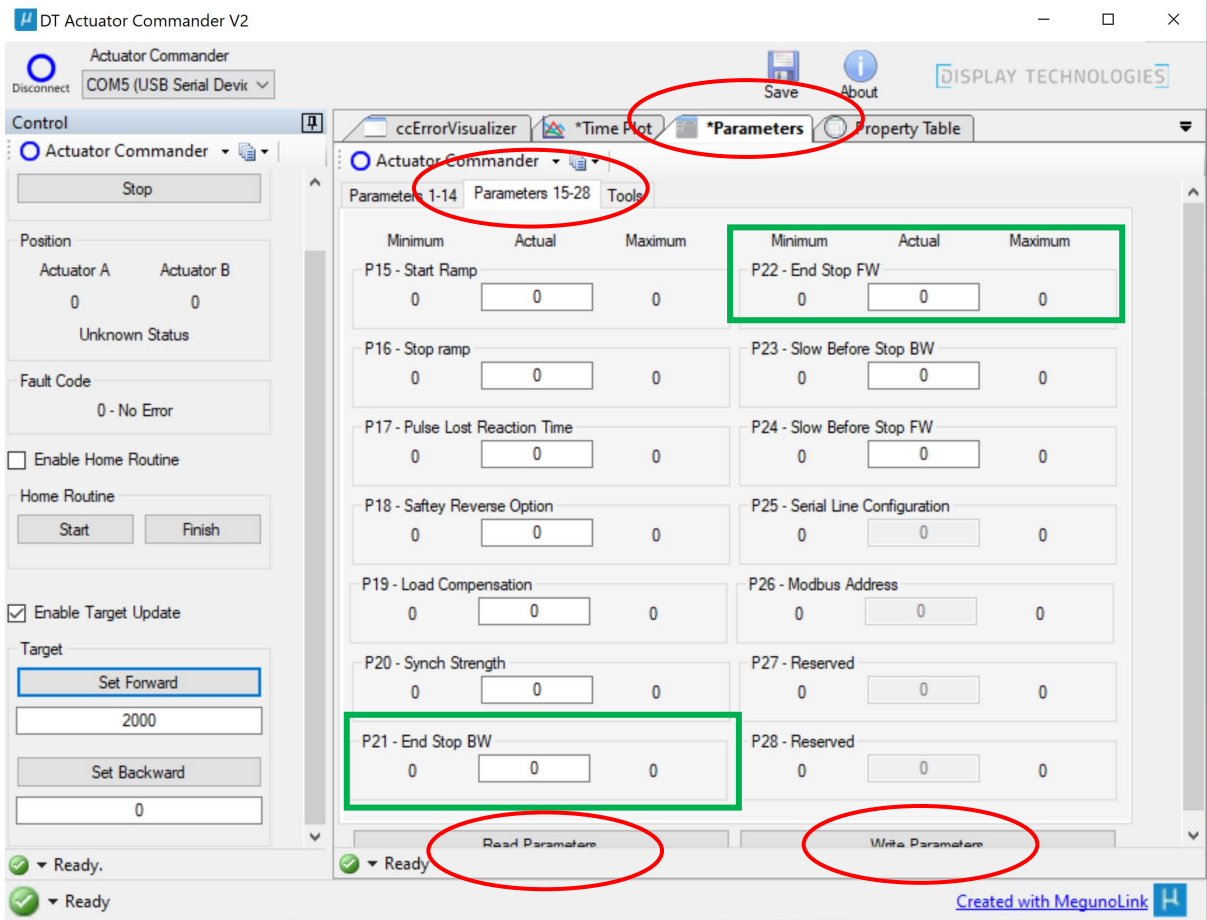 DT Actuator Commander V2
Actuator Commander
Disconnect
COM5 (USB Serial Devic
Save
About
DISPLAY TECHNOLOGIES
Control
Actuator Commander
Stop
Position
Actuator A Actuator B
0 0
Unknown Status
Fault Code
0 - No Error
Enable Home Routine
Home Routine
Start Finish
Enable Target Update
Target
Set Forward
2000
Set Backward
0
Ready.
ccErrorVisualizer *Time Plot *Parameters Property Table
Actuator Commander
Parameters 1-14 Parameters 15-28 Tools
Minimum Actual Maximum
P15 - Start Ramp
0 0 0
P16 - Stop ramp
0 0 0
P17 - Pulse Lost Reaction Time
0 0 0
P18 - Saftey Reverse Option
0 0 0
P19 - Load Compensation
0 0 0
P20 - Synch Strength
0 0 0
P21 - End Stop BW
0 0 0
Minimum Actual Maximum
P22 - End Stop FW
0 0 0
P23 - Slow Before Stop BW
0 0 0
P24 - Slow Before Stop FW
0 0 0
P25 - Serial Line Configuration
0 0 0
P26 - Modbus Address
0 0 0
P27 - Reserved
0 0 0
P28 - Reserved
0 0 0
Read Parameters Write Parameters
Ready
Ready
Created with MegunoLink